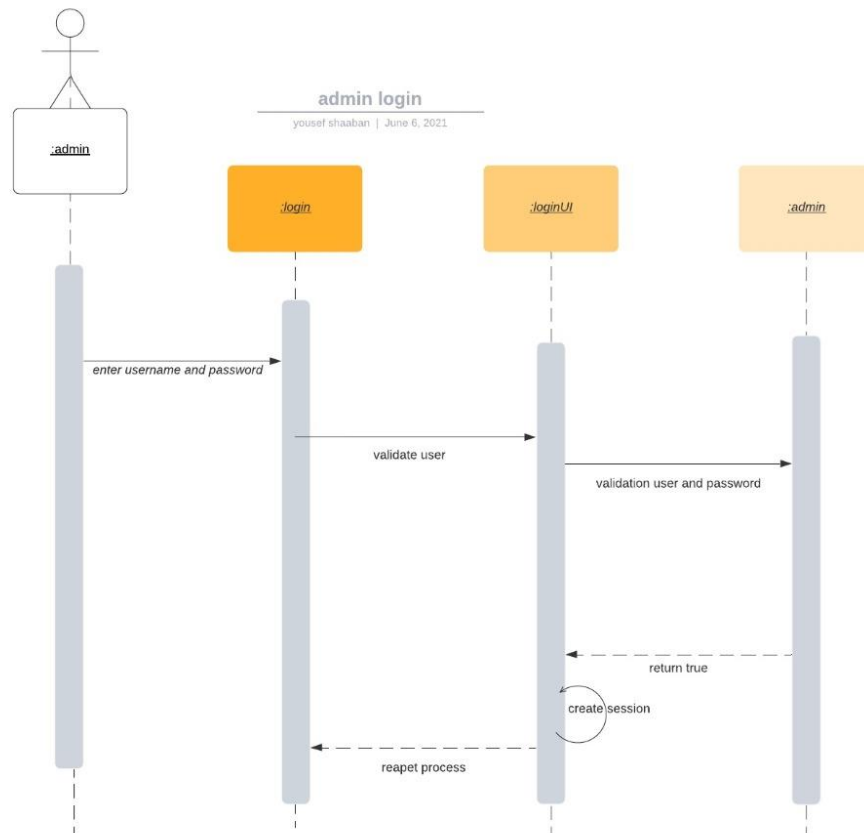 admin login
yousef shaaban | June 6, 2021
:admin
:login
:loginUI
:admin
enter username and password
validate user
validation user and password
return true
create session
reapet process